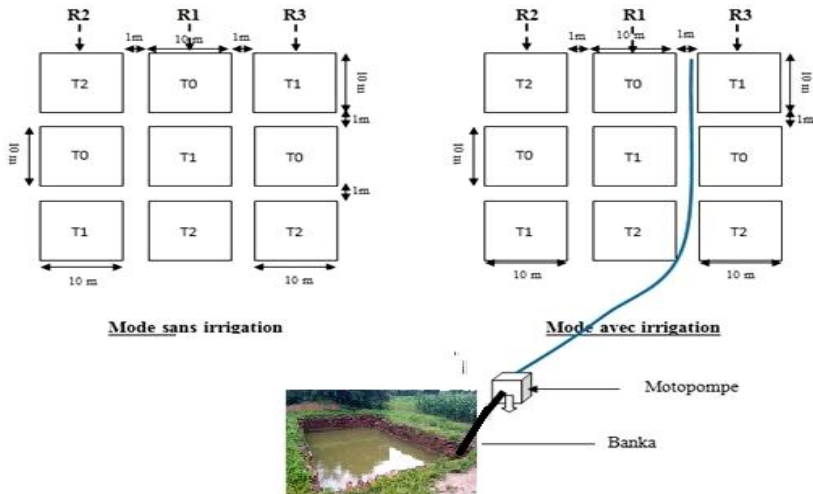 R2 R1 R3
1m 10 m 1m
T2 T0 T1
10 m
1m
10 m
T0 T1 T0
1m
T1 T2 T2
10 m 10 m
Mode sans irrigation
R2 R1 R3
1m 10 m 1m
T2 T0 T1
10 m
1m
10 m
T0 T1 T0
T1 T2 T2
10 m 10 m
Mode avec irrigation
Motopompe
Banka